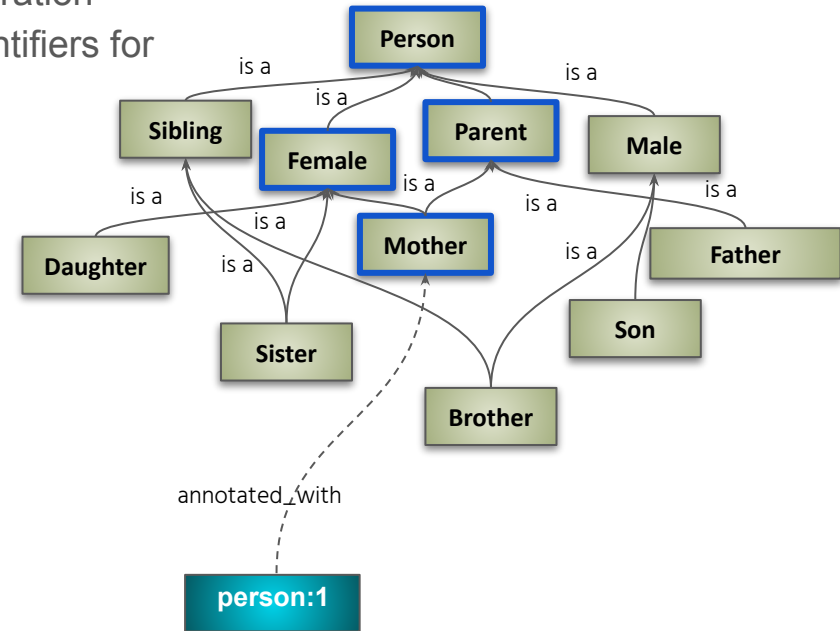 Person
is a
is a
is a
Sibling
Female
Parent
Male
is a
is a
is a
is a
is a
Daughter
is a
Mother
is a
Father
Sister
Son
Brother
annotated_with
person:1